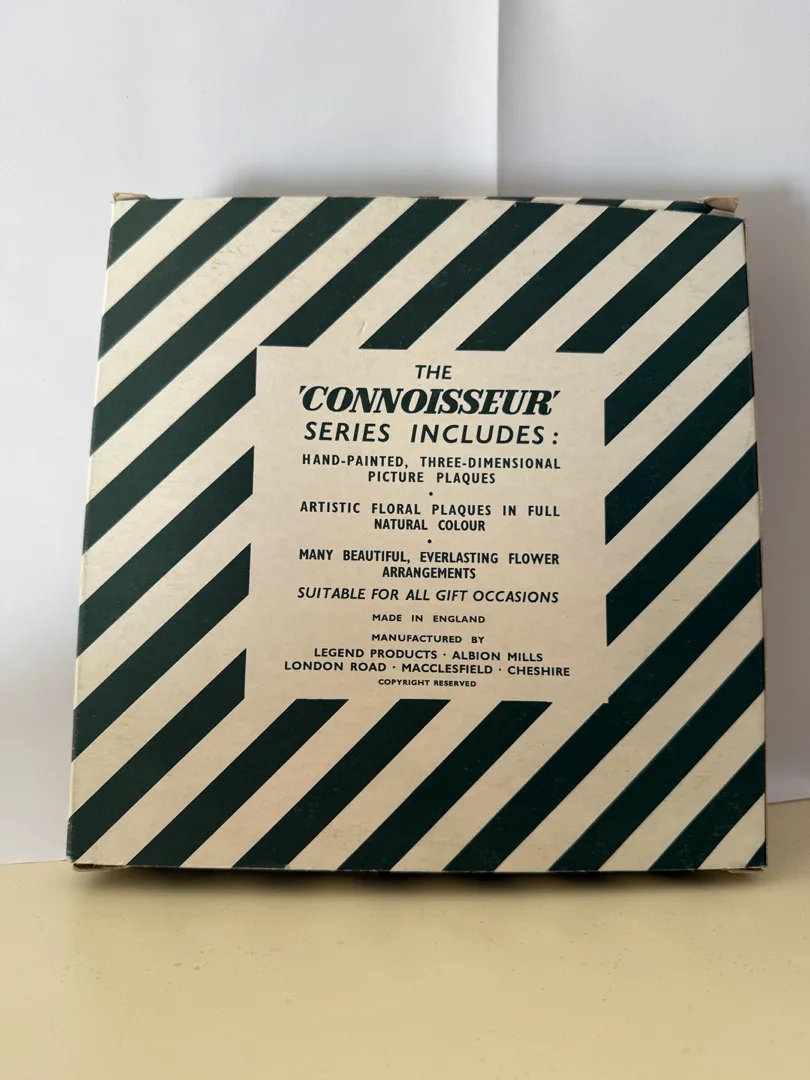 THE
'CONNOISSEUR'
SERIES INCLUDES:
HAND-PAINTED, THREE-DIMENSIONAL
PICTURE PLAQUES
•
ARTISTIC FLORAL PLAQUES IN FULL
NATURAL COLOUR
•
MANY BEAUTIFUL, EVERLASTING FLOWER
ARRANGEMENTS
SUITABLE FOR ALL GIFT OCCASIONS
MADE IN ENGLAND
MANUFACTURED BY
LEGEND PRODUCTS · ALBION MILLS
LONDON ROAD · MACCLESFIELD · CHESHIRE
COPYRIGHT RESERVED